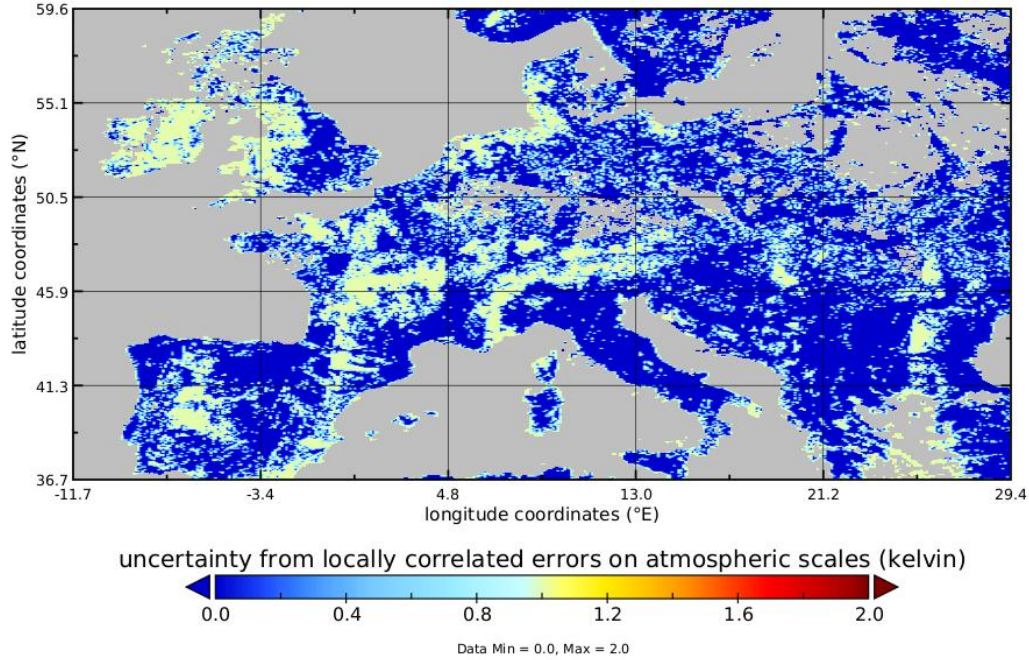 59.6
55.1
50.5
45.9
41.3
36.7
latitude coordinates (°N)
-11.7 -3.4 4.8 13.0 21.2 29.4
longitude coordinates (°E)
uncertainty from locally correlated errors on atmospheric scales (kelvin)
0.0 0.4 0.8 1.2 1.6 2.0
Data Min = 0.0, Max = 2.0